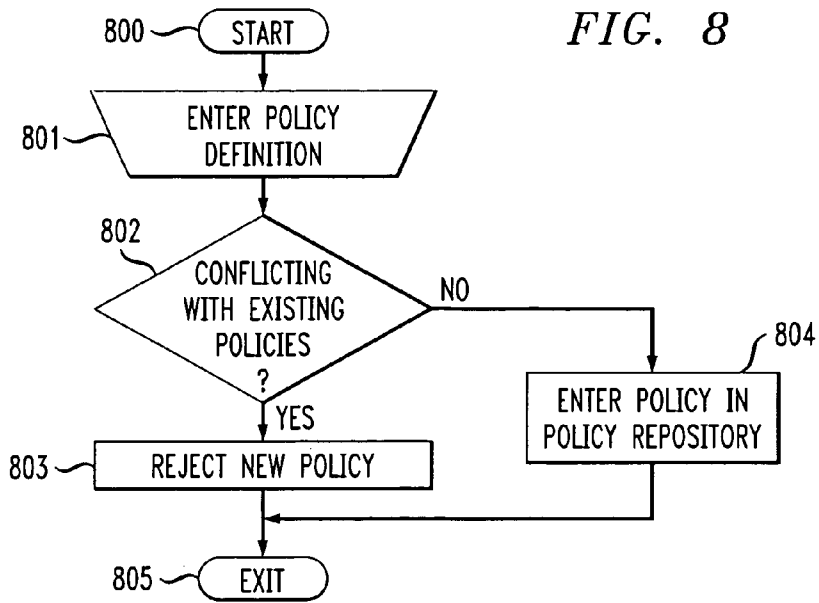 FIG. 8
800
START
801
ENTER POLICY
DEFINITION
802
CONFLICTING
WITH EXISTING
POLICIES
?
NO
YES
804
ENTER POLICY IN
POLICY REPOSITORY
803
REJECT NEW POLICY
805
EXIT